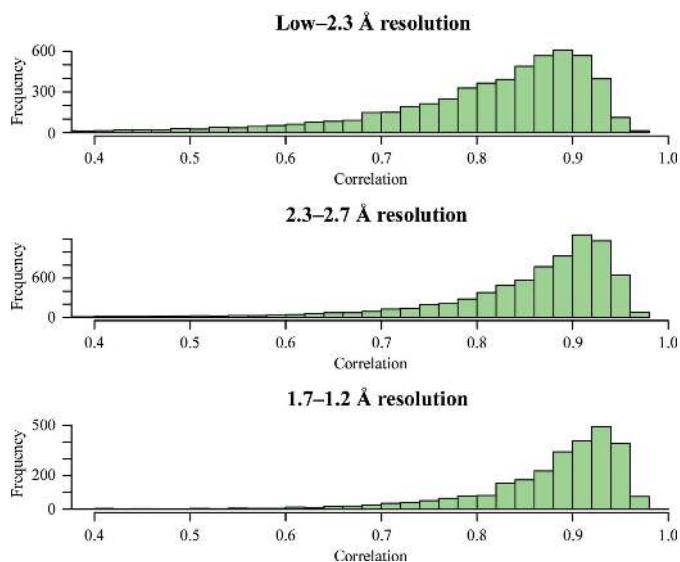 Low–2.3 Å resolution
Frequency
600
300
0
0.4 0.5 0.6 0.7 0.8 0.9 1.0
Correlation
2.3–2.7 Å resolution
Frequency
600
0
0.4 0.5 0.6 0.7 0.8 0.9 1.0
Correlation
1.7–1.2 Å resolution
Frequency
500
200
0
0.4 0.5 0.6 0.7 0.8 0.9 1.0
Correlation